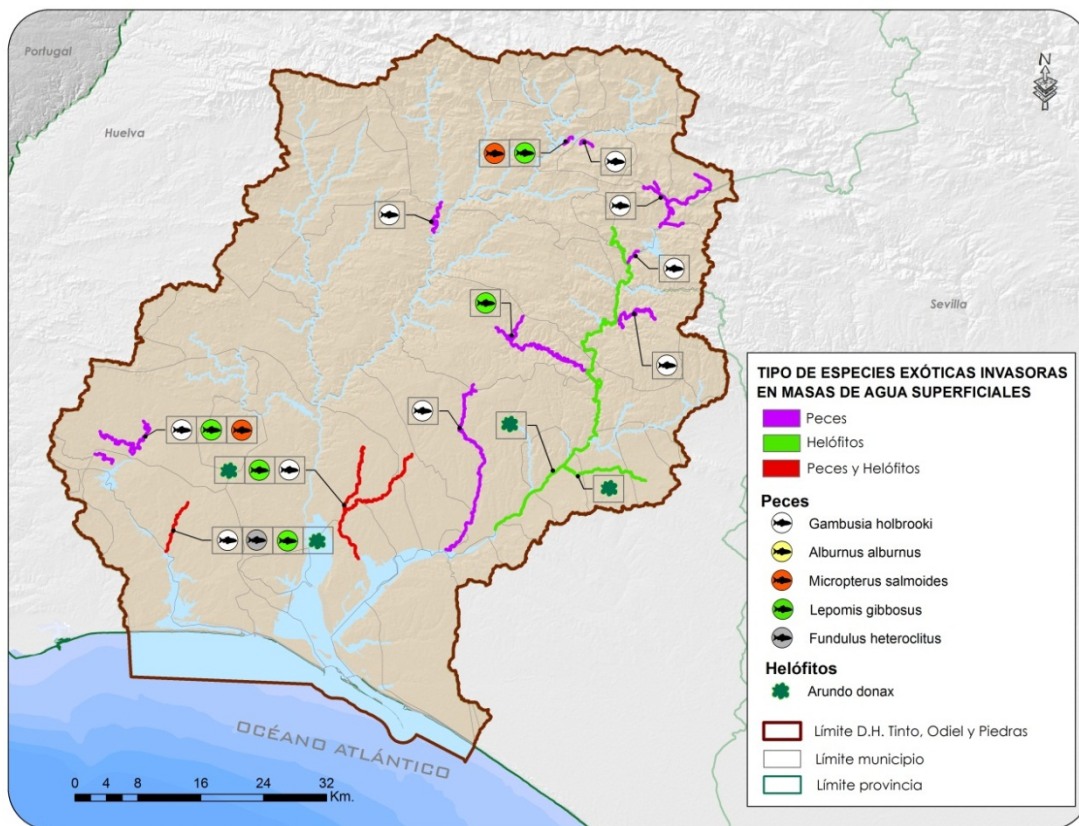 Portugal
Huelva
N
Sevilla
TIPO DE ESPECIES EXÓTICAS INVASORAS
EN MASAS DE AGUA SUPERFICIALES
Peces
Helófitos
Peces y Helófitos
Peces
Gambusia holbrooki
Alburnus alburnus
Micropterus salmoides
Lepomis gibbosus
Fundulus heteroclitus
Helófitos
Arundo donax
Límite D.H. Tinto, Odiel y Piedras
Límite municipio
Límite provincia
OCÉANO ATLÁNTICO
0 4 8 16 24 32
Km.